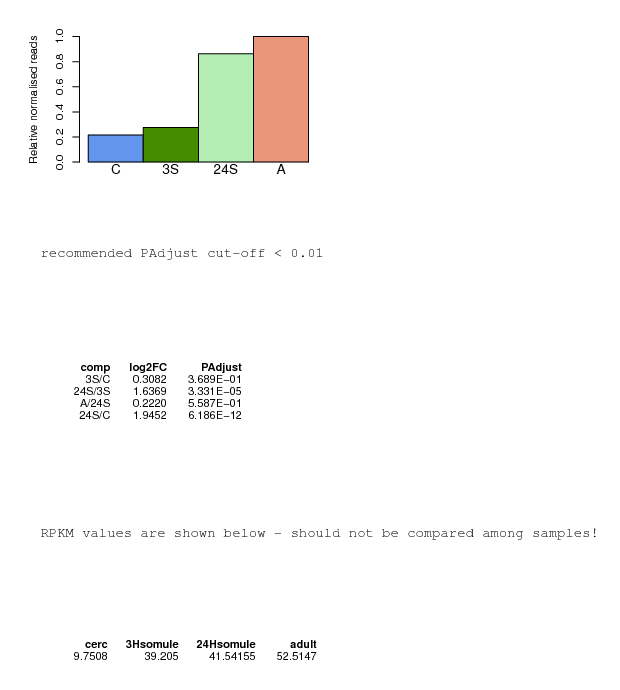 Relative normalised reads
1.0
0.8
0.6
0.4
0.2
0.0
C 3S 24S A
recommended PAdjust cut-off < 0.01
comp log2FC PAdjust
3S/C 0.3082 3.689E-01
24S/3S 1.6369 3.331E-05
A/24S 0.2220 5.587E-01
24S/C 1.9452 6.186E-12
RPKM values are shown below - should not be compared among samples!
cerc 3Hsomule 24Hsomule adult
9.7508 39.205 41.54155 52.5147